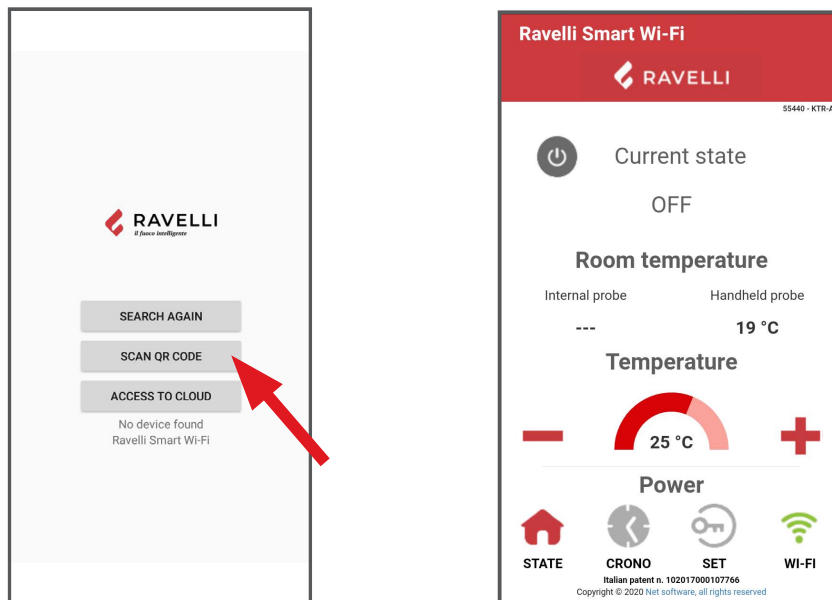 RAVELLI
il fuoco intelligente
SEARCH AGAIN
SCAN QR CODE
ACCESS TO CLOUD
No device found
Ravelli Smart Wi-Fi
Ravelli Smart Wi-Fi
RAVELLI
55440 - KTR-A
Current state
OFF
Room temperature
Internal probe Handheld probe
--- 19 °C
Temperature
25 °C
Power
STATE CRONO SET WI-FI
Italian patent n. 102017000107766
Copyright © 2020 Net software, all rights reserved